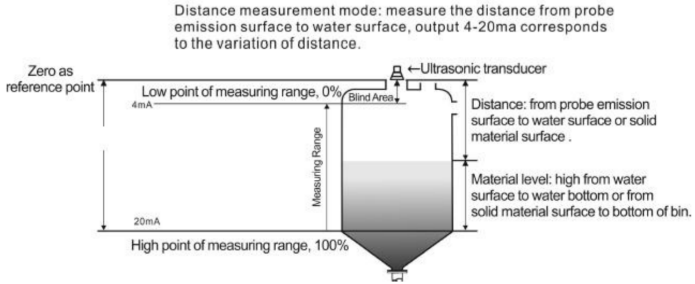 Distance measurement mode: measure the distance from probe
emission surface to water surface, output 4-20ma corresponds
to the variation of distance.
Zero as
reference point
←Ultrasonic transducer
Low point of measuring range, 0%
Blind Area
4mA
Distance: from probe emission
surface to water surface or solid
material surface .
Measuring Range
Material level: high from water
surface to water bottom or from
solid material surface to bottom of bin.
20mA
High point of measuring range, 100%